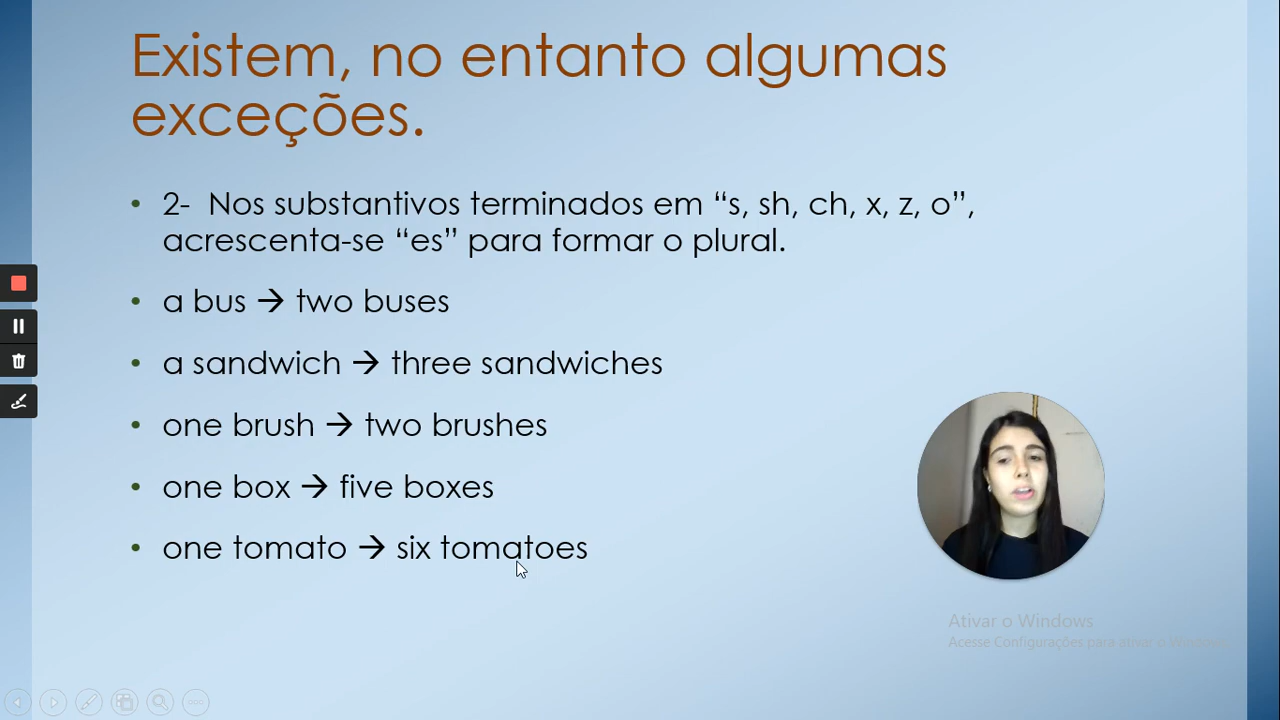 Existem, no entanto algumas
exceções.
• 2- Nos substantivos terminados em “s, sh, ch, x, z, o”,
acrescenta-se “es” para formar o plural.
• a bus → two buses
• a sandwich → three sandwiches
• one brush → two brushes
• one box → five boxes
• one tomato → six tomatoes
Ativar o Windows
Acesse Configurações para ativar o Windows.